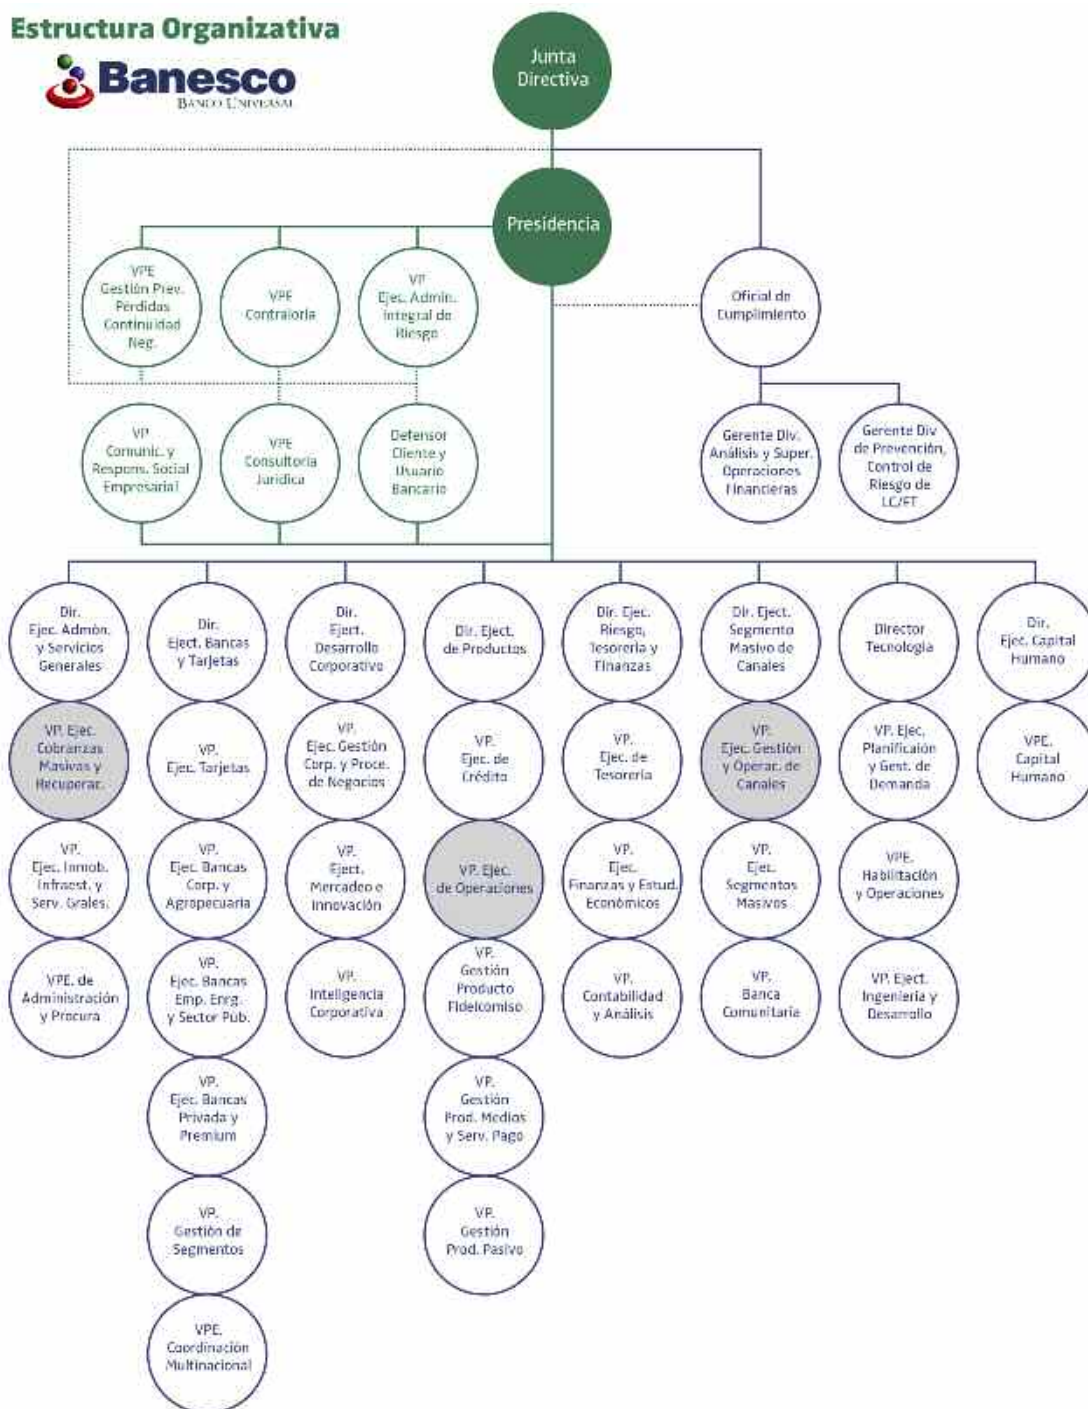 Estructura Organizativa
Banesco
BANCO UNIVERSAL
Junta
Directiva
Presidencia
VPE
Gestión Prev.
Pérdidas
Continuidad
Neg.
VPE
Contraloría
VP
Ejec. Admin.
Integral de
Riesgo
Oficial de
Cumplimiento
VP
Comunic. y
Respons. Social
Empresarial
VPE
Consultoría
Jurídica
Defensor
Cliente y
Usuario
Bancario
Gerente Div.
Análisis y Super.
Operaciones
Financieras
Gerente Div
de Prevención,
Control de
Riesgo de
LC/FT
Dir.
Ejec. Admón.
y Servicios
Generales
Dir.
Eject. Bancas
y Tarjetas
Dir.
Eject.
Desarrollo
Corporativo
Dir. Eject.
de Productos
Dir. Ejec.
Riesgo,
Tesorería y
Finanzas
Dir. Eject.
Segmento
Masivo de
Canales
Director
Tecnología
Dir.
Ejec. Capital
Humano
VP. Ejec.
Cobranzas
Masivas y
Recuperac.
VP.
Ejec. Tarjetas
VP.
Ejec. Gestión
Corp. y Proce.
de Negocios
VP.
Ejec. de
Crédito
VP.
Ejec. de
Tesorería
VP.
Ejec. Gestión
y Operac. de
Canales
VP. Ejec.
Planificaión
y Gest. de
Demanda
VPE.
Capital
Humano
VP.
Ejec. Inmob.
Infraest. y
Serv. Grales.
VP.
Ejec. Bancas
Corp. y
Agropecuaria
VP.
Eject.
Mercadeo e
Innovación
VP. Ejec.
de Operaciones
VP.
Ejec.
Finanzas y Estud.
Económicos
VP.
Ejec.
Segmentos
Masivos
VPE.
Habilitación
y Operaciones
VPE. de
Administración
y Procura
VP.
Ejec. Bancas
Emp. Enrg.
y Sector Púb.
VP.
Inteligencia
Corporativa
VP.
Gestión
Producto
Fideicomiso
VP.
Contabilidad
y Análisis
VP.
Banca
Comunitaria
VP. Eject.
Ingeniería y
Desarrollo
VP.
Ejec. Bancas
Privada y
Premium
VP.
Gestión
Prod. Medios
y Serv. Pago
VP.
Gestión de
Segmentos
VP.
Gestión
Prod. Pasivo
VPE.
Coordinación
Multinacional